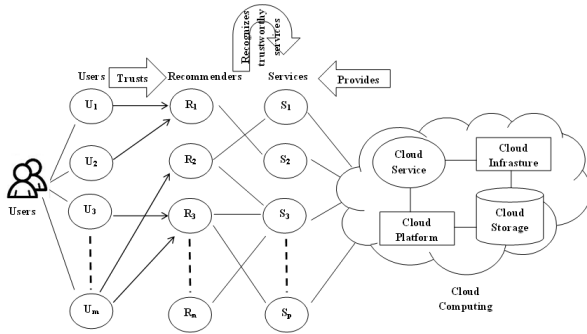 Recognizes
trustworthy
services
Users
Trusts
Recommenders
Services
Provides
U1
R1
S1
U2
R2
S2
Cloud
Service
Cloud
Infrasture
Users
U3
R3
S3
Cloud
Platform
Cloud
Storage
Um
Rn
Sp
Cloud
Computing